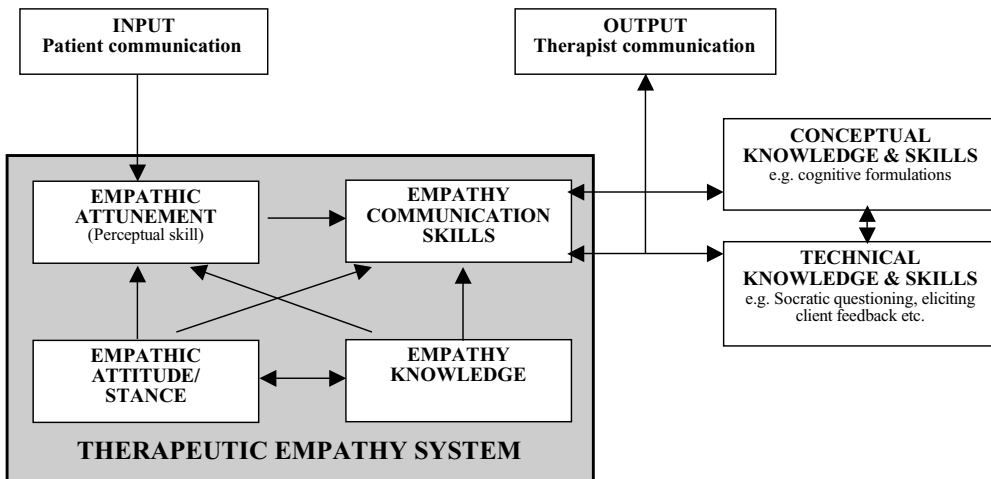 INPUT
Patient communication
OUTPUT
Therapist communication
CONCEPTUAL
KNOWLEDGE & SKILLS
e.g. cognitive formulations
EMPATHIC
ATTUNEMENT
(Perceptual skill)
EMPATHY
COMMUNICATION
SKILLS
TECHNICAL
KNOWLEDGE & SKILLS
e.g. Socratic questioning, eliciting
client feedback etc.
EMPATHIC
ATTITUDE/
STANCE
EMPATHY
KNOWLEDGE
THERAPEUTIC EMPATHY SYSTEM